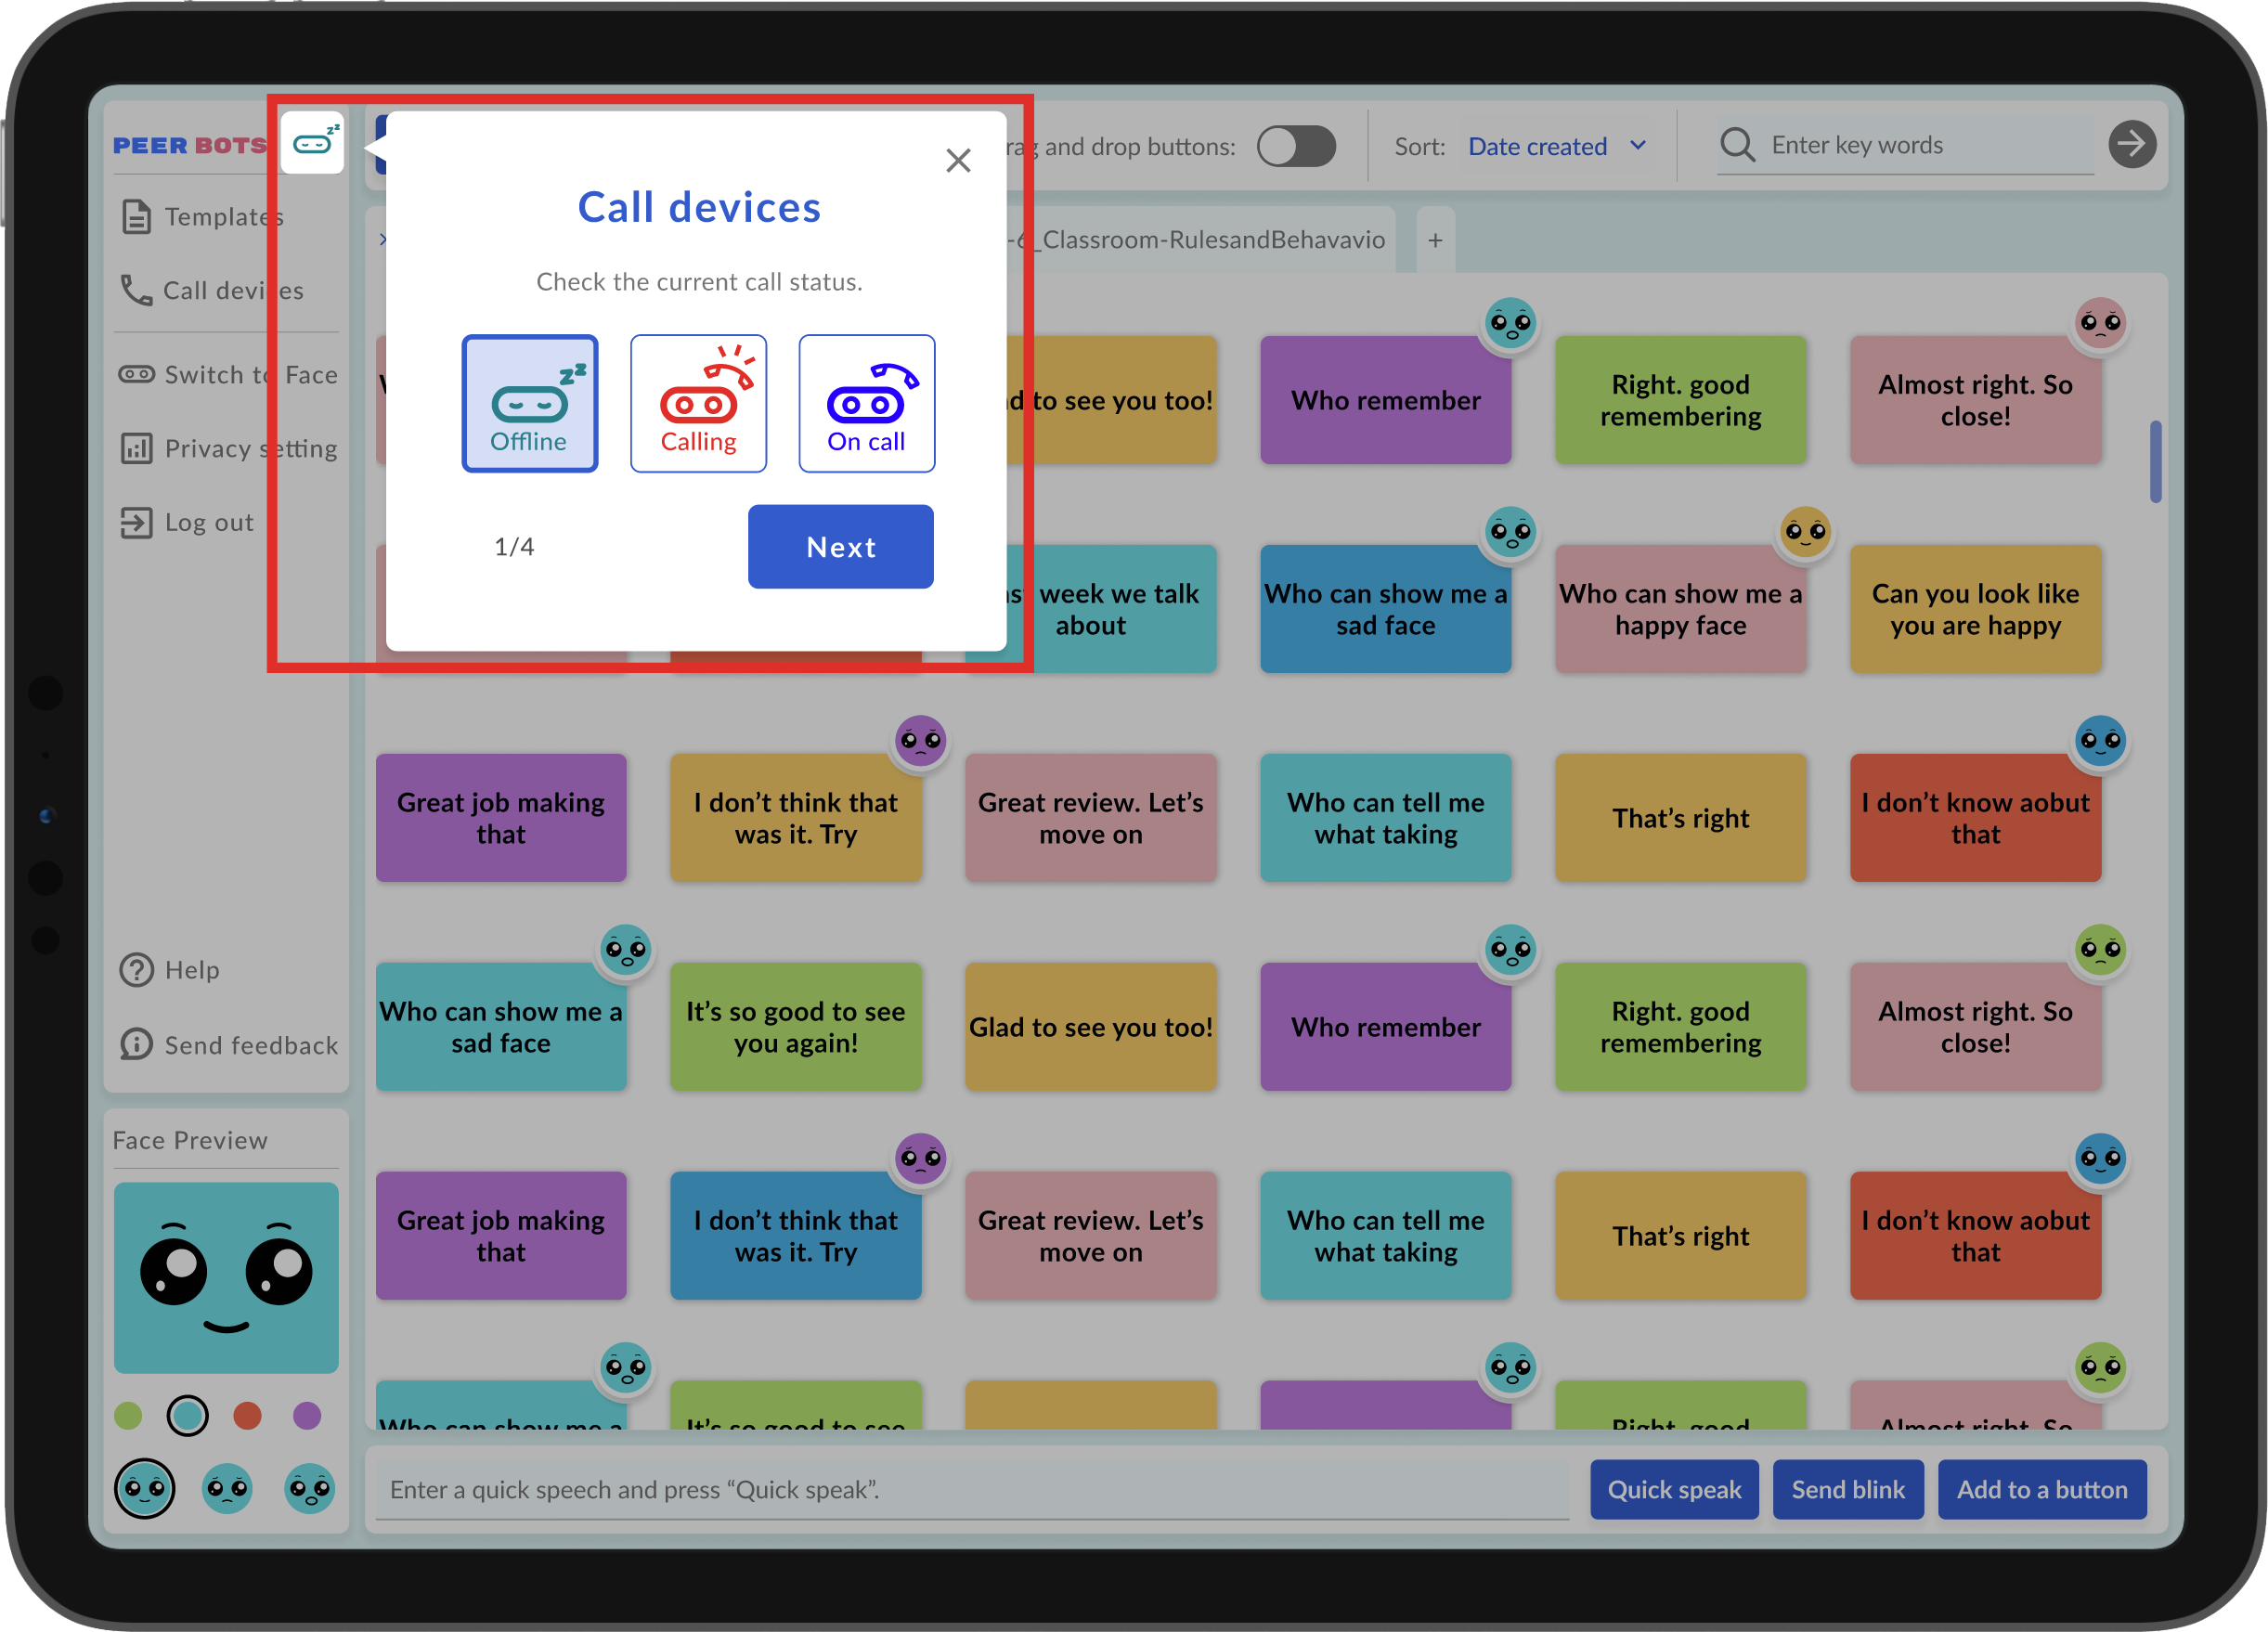 PEER BOTS
Templates
Call devices
Switch to Face
Privacy setting
Log out
Help
Send feedback
Face Preview
Call devices
Check the current call status.
Offline
Calling
On call
1/4
Next
and drop buttons:
Sort: Date created
Enter key words
-6_Classroom-RulesandBehavavio
+
to see you too!
Who remember
Right. good
remembering
Almost right. So
close!
week we talk
about
Who can show me a
sad face
Who can show me a
happy face
Can you look like
you are happy
Great job making
that
I don’t think that
was it. Try
Great review. Let’s
move on
Who can tell me
what taking
That’s right
I don’t know aobut
that
Who can show me a
sad face
It’s so good to see
you again!
Glad to see you too!
Who remember
Right. good
remembering
Almost right. So
close!
Great job making
that
I don’t think that
was it. Try
Great review. Let’s
move on
Who can tell me
what taking
That’s right
I don’t know aobut
that
Who can show me a
It’s so good to see
Right. good
Almost right. So
Enter a quick speech and press “Quick speak”.
Quick speak
Send blink
Add to a button